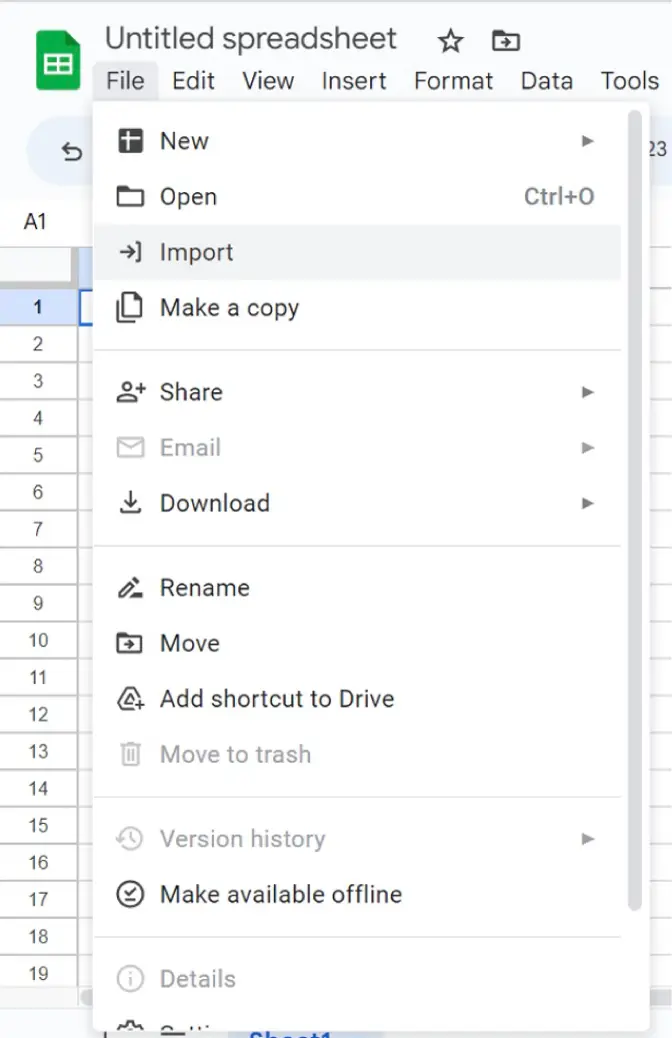 Untitled spreadsheet
File Edit View Insert Format Data Tools
New
23
Open Ctrl+O
A1
Import
1
Make a copy
2
3
Share
4
Email
5
6
Download
7
8
Rename
9
10
Move
11
Add shortcut to Drive
12
13
Move to trash
14
15
Version history
16
17
Make available offline
18
19
Details
Sheet1